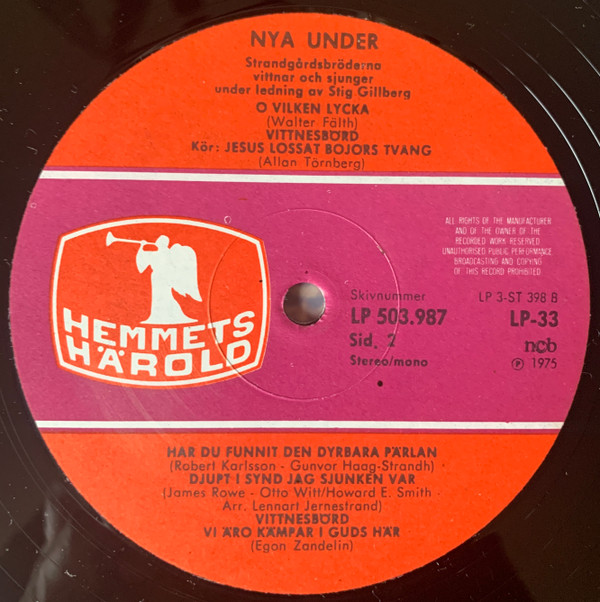 NYA UNDER
Strandgårdsbröderna
vittnar och sjunger
under ledning av Stig Gillberg
O VILKEN LYCKA
(Walter Fälth)
VITTNESBÖRD
Kör: JESUS LOSSAT BOJORS TVANG
(Allan Törnberg)
ALL RIGHTS OF THE MANUFACTURER
AND OF THE OWNER OF THE
RECORDED WORK RESERVED
UNAUTHORISED PUBLIC PERFORMANCE
BROADCASTING AND COPYING
OF THIS RECORD PROHIBITED
HEMMETS
HÄROLD
Skivnummer
LP 503.987
Sid. 2
Stereo/mono
LP 3-ST 398 B
LP-33
ncb
Ⓟ 1975
HAR DU FUNNIT DEN DYRBARA PÄRLAN
(Robert Karlsson - Gunvor Haag-Strandh)
DJUPT I SYND JAG SJUNKEN VAR
(James Rowe - Otto Witt/Howard E. Smith -
Arr. Lennart Jernestrand)
VITTNESBÖRD
VI ÄRO KÄMPAR I GUDS HÄR
(Egon Zandelin)